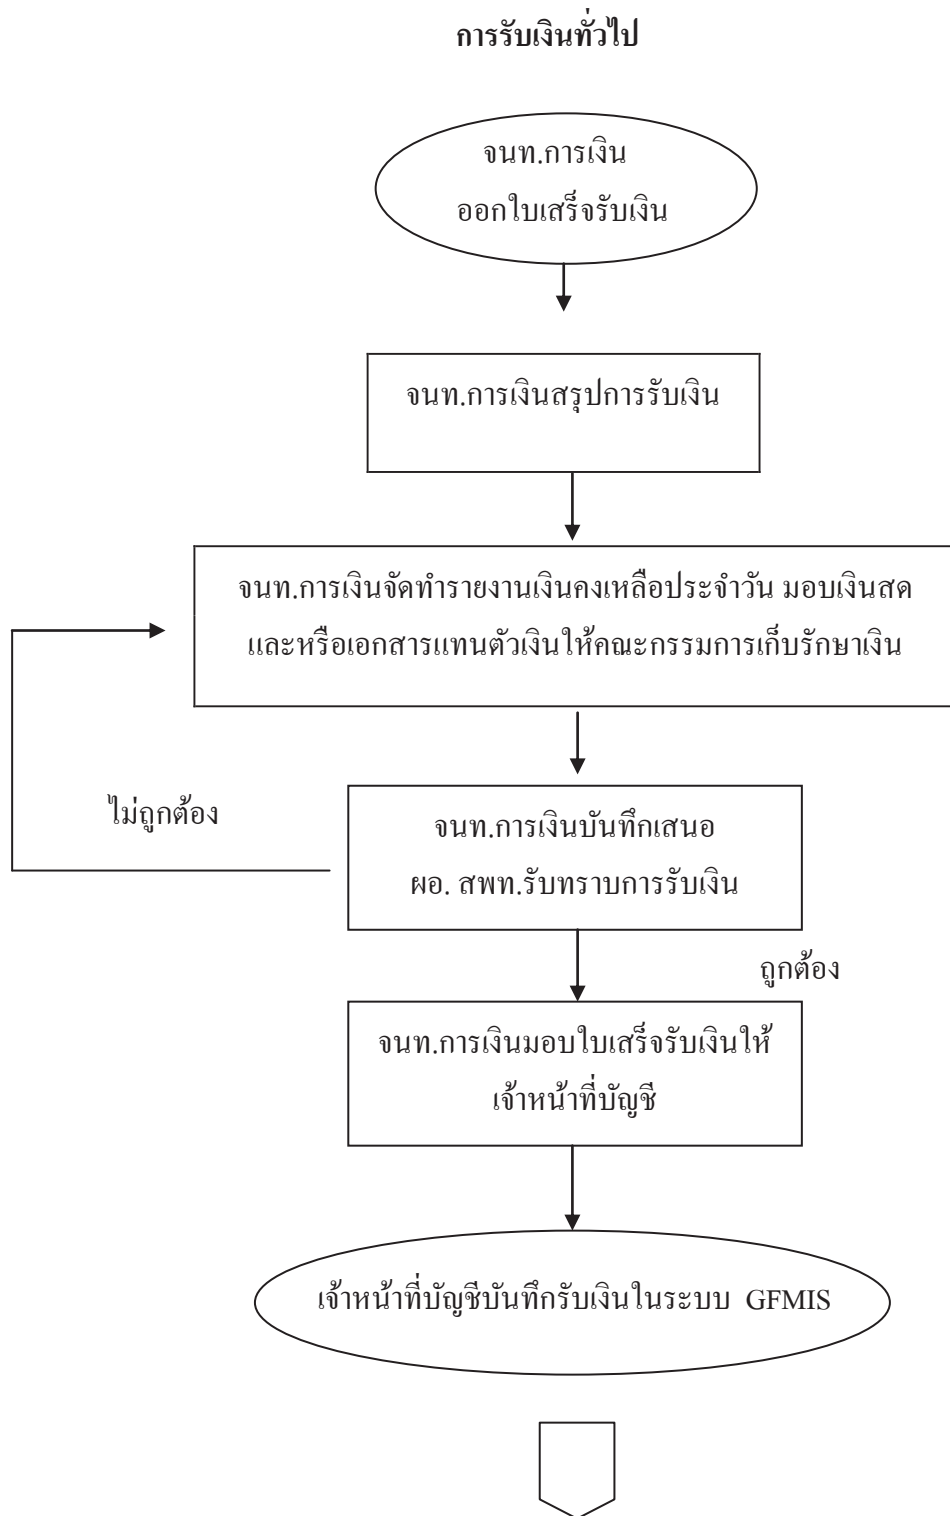 การรับเงินทั่วไป
จนท.การเงิน
ออกใบเสร็จรับเงิน
จนท.การเงินสรุปการรับเงิน
จนท.การเงินจัดทำรายงานเงินคงเหลือประจำวัน มอบเงินสด
และหรือเอกสารแทนตัวเงินให้คณะกรรมการเก็บรักษาเงิน
ไม่ถูกต้อง
จนท.การเงินบันทึกเสนอ
ผอ. สพท.รับทราบการรับเงิน
ถูกต้อง
จนท.การเงินมอบใบเสร็จรับเงินให้
เจ้าหน้าที่บัญชี
เจ้าหน้าที่บัญชีบันทึกรับเงินในระบบ GFMIS